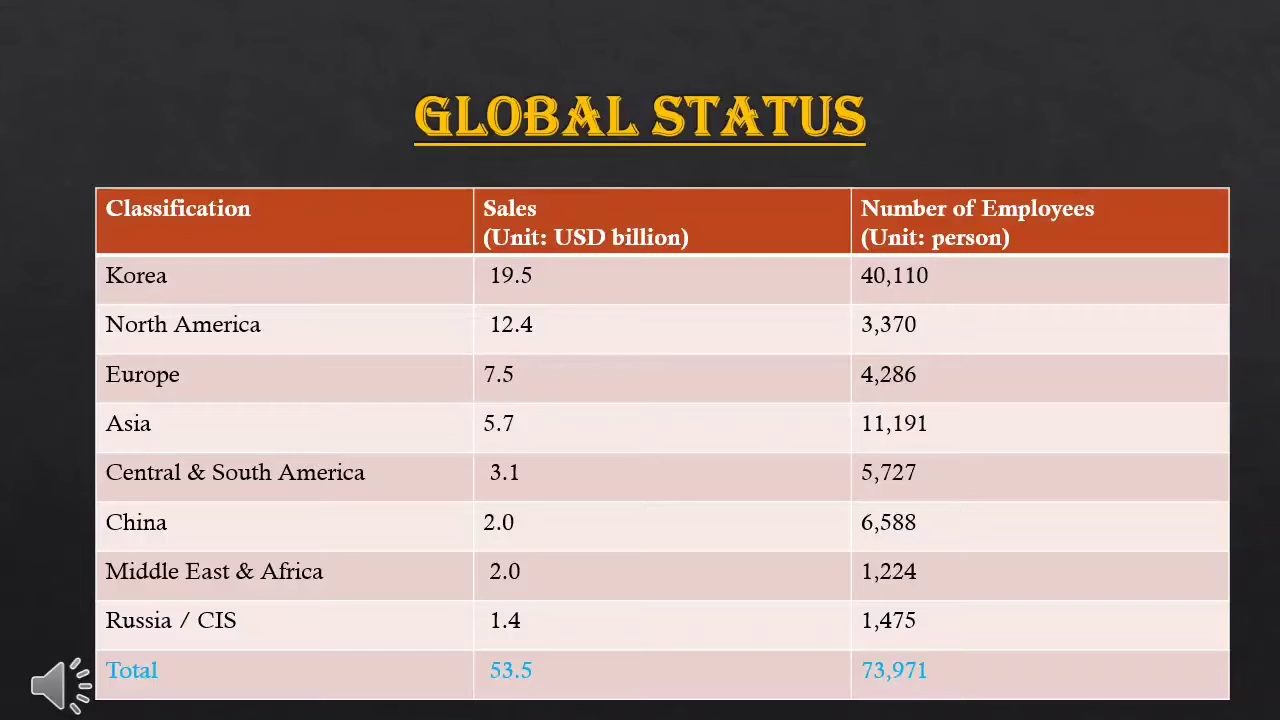 GLOBAL STATUS
Classification Sales Number of Employees
(Unit: USD billion) (Unit: person)
Korea 19.5 40,110
North America 12.4 3,370
Europe 7.5 4,286
Asia 5.7 11,191
Central & South America 3.1 5,727
China 2.0 6,588
Middle East & Africa 2.0 1,224
Russia / CIS 1.4 1,475
Total 53.5 73,971